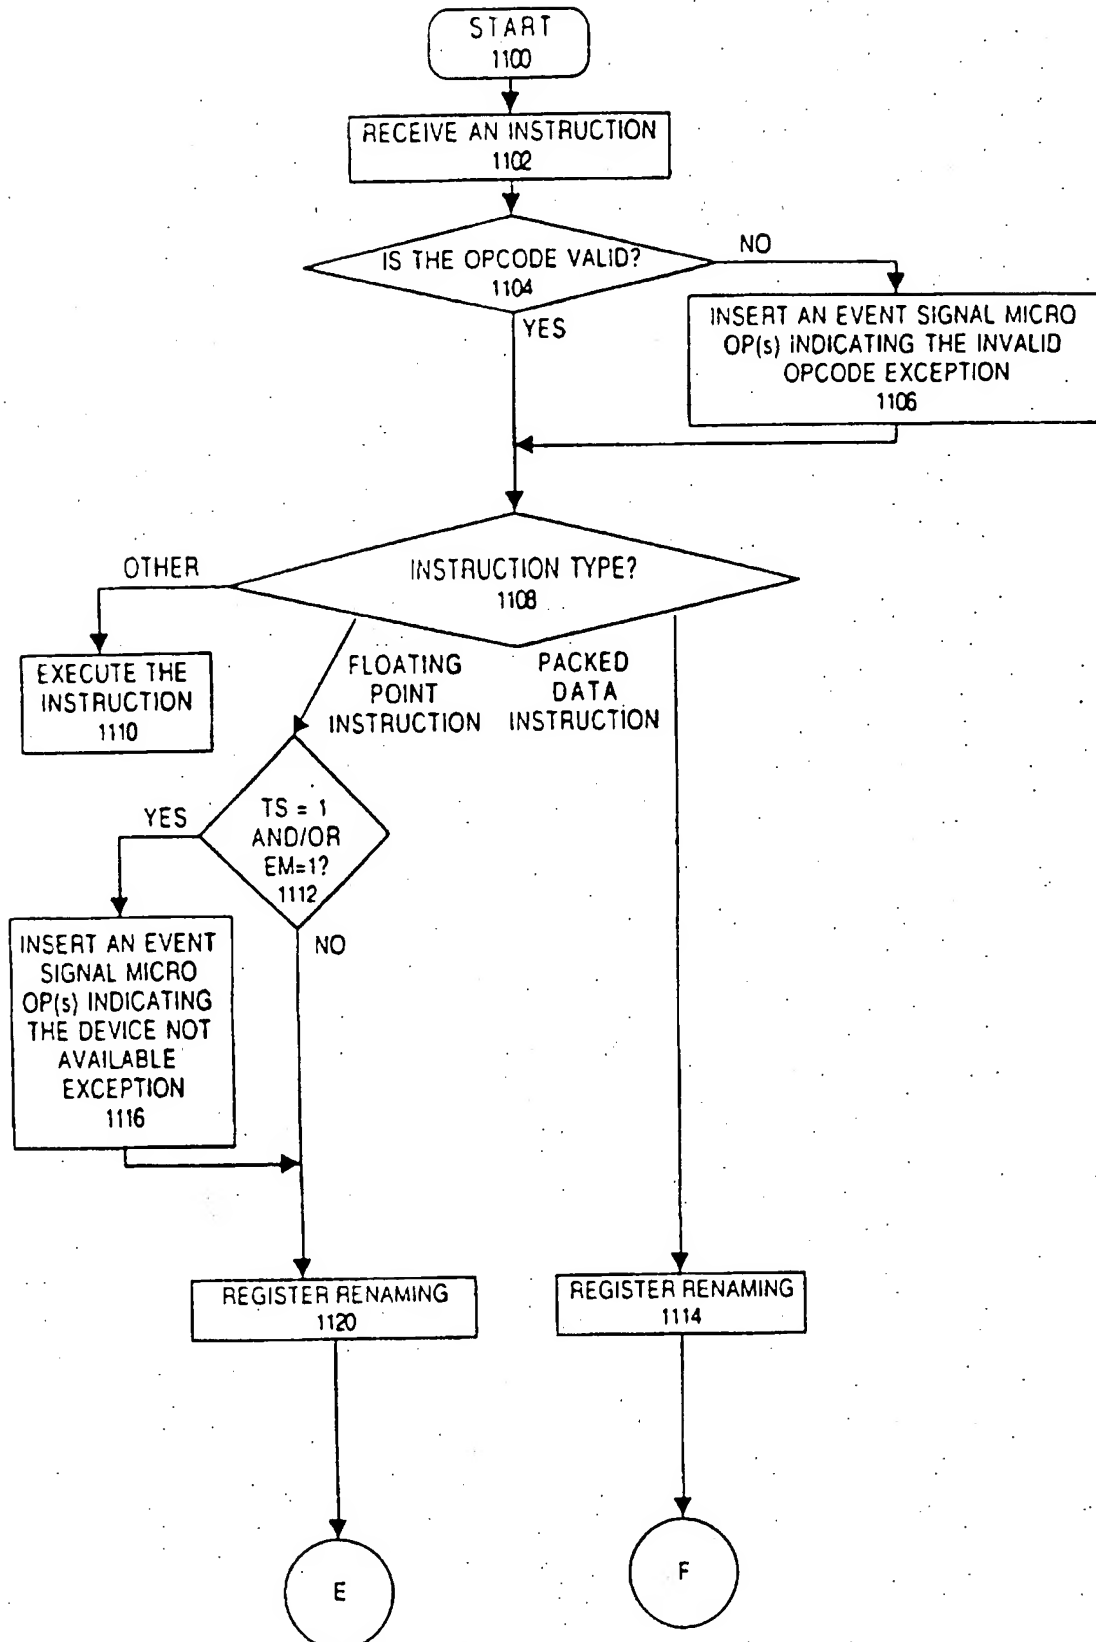 START
1100
RECEIVE AN INSTRUCTION
1102
IS THE OPCODE VALID?
1104
NO
YES
INSERT AN EVENT SIGNAL MICRO
OP(s) INDICATING THE INVALID
OPCODE EXCEPTION
1106
INSTRUCTION TYPE?
1108
OTHER
EXECUTE THE
INSTRUCTION
1110
FLOATING
POINT
INSTRUCTION
PACKED
DATA
INSTRUCTION
TS = 1
AND/OR
EM=1?
1112
YES
NO
INSERT AN EVENT
SIGNAL MICRO
OP(s) INDICATING
THE DEVICE NOT
AVAILABLE
EXCEPTION
1116
REGISTER RENAMING
1120
REGISTER RENAMING
1114
E
F